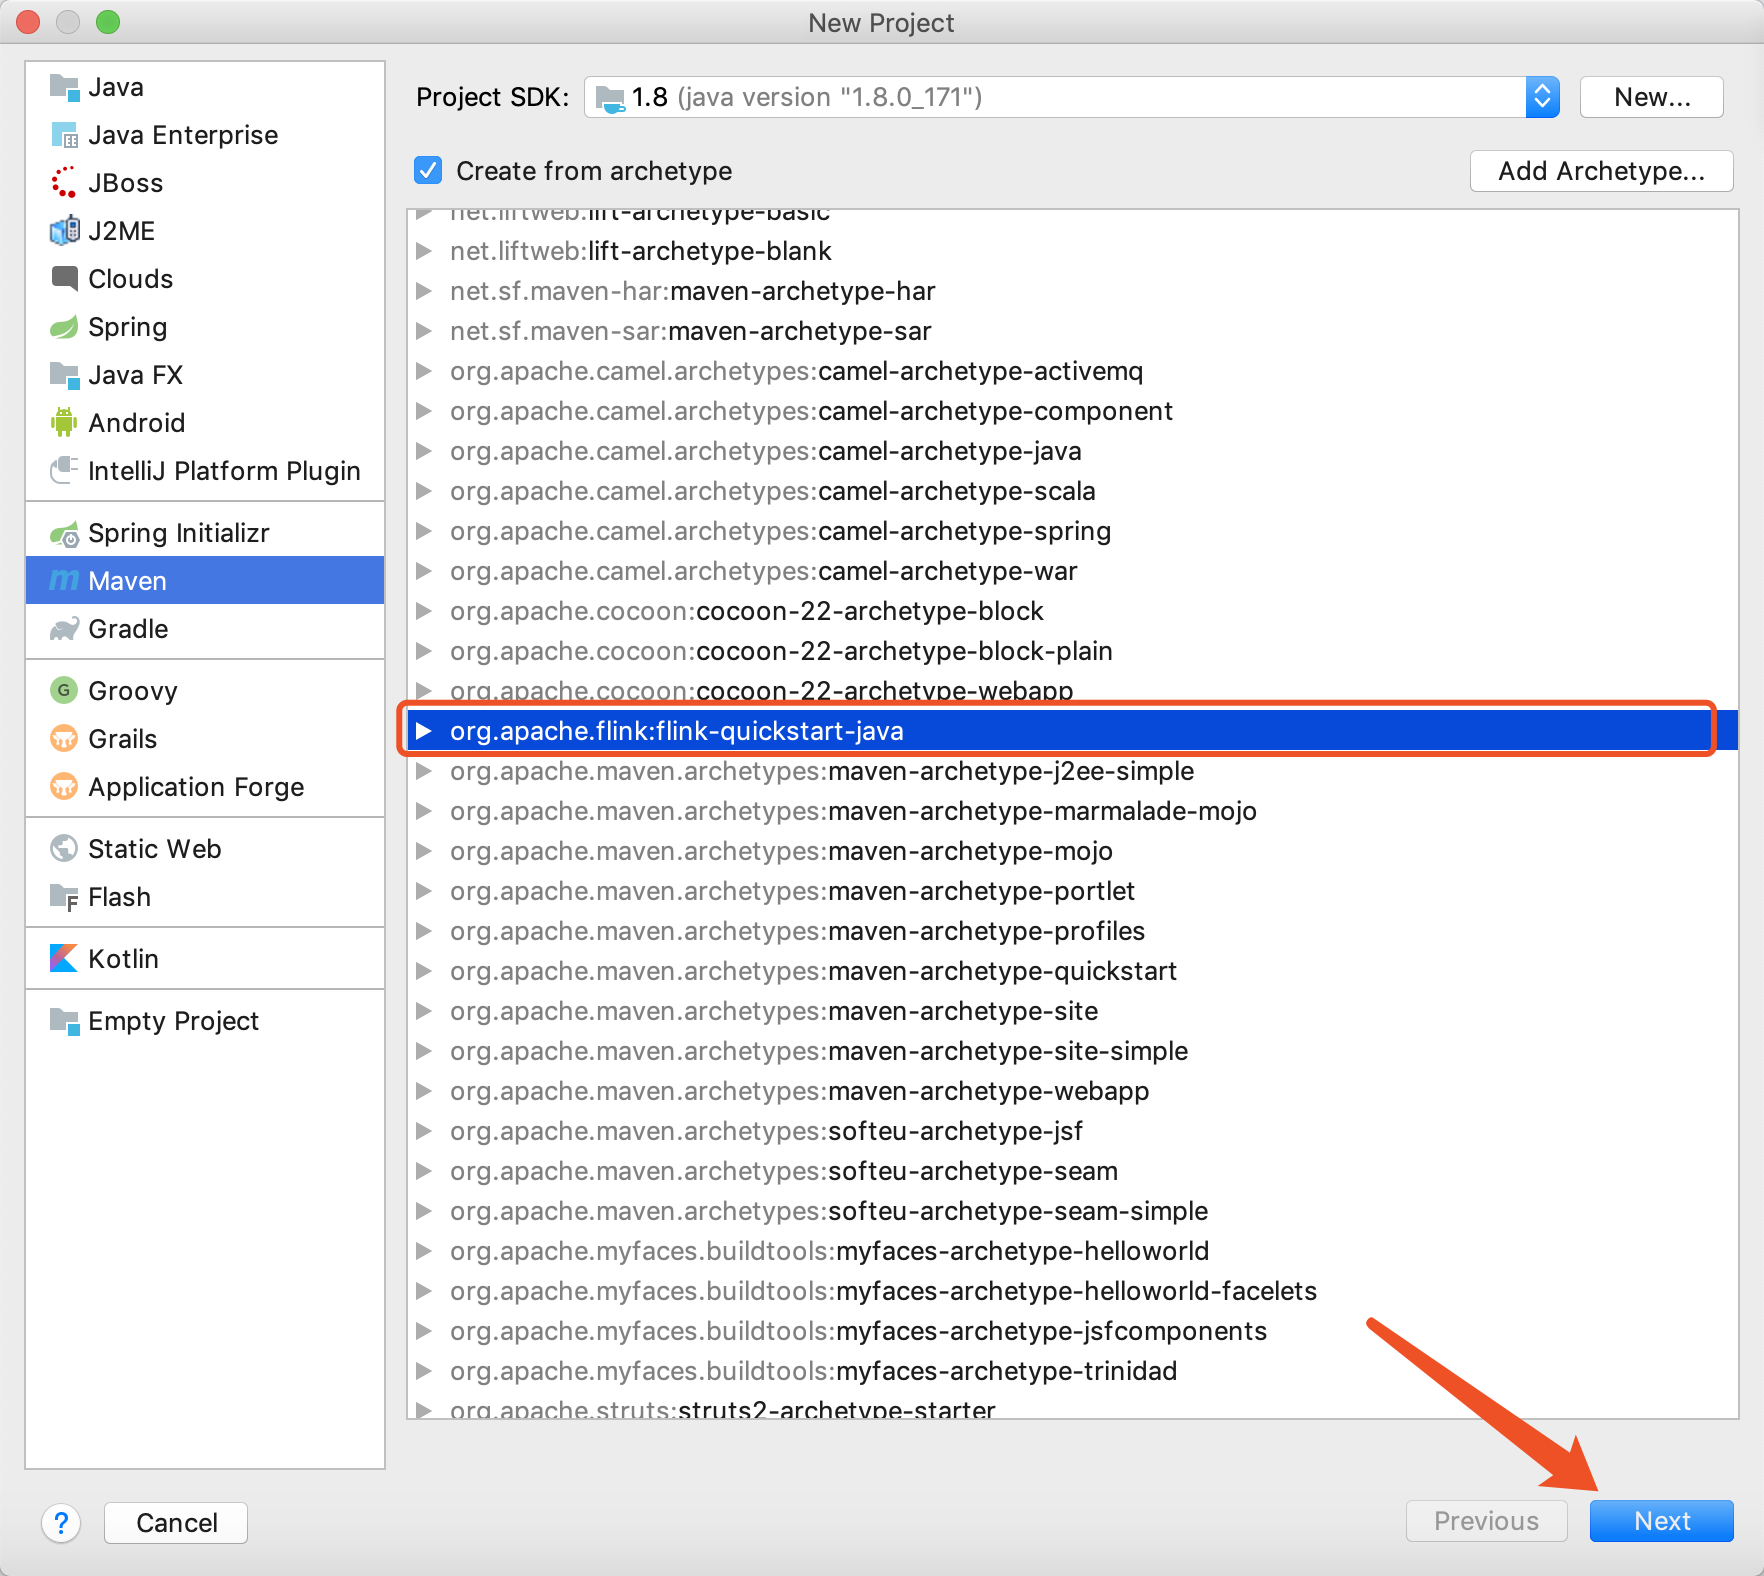 New Project
Java
Java Enterprise
JBoss
J2ME
Clouds
Spring
Java FX
Android
IntelliJ Platform Plugin
Spring Initializr
Maven
Gradle
Groovy
Grails
Application Forge
Static Web
Flash
Kotlin
Empty Project
Project SDK: 1.8 (java version "1.8.0_171") New...
Create from archetype Add Archetype...
net.liftweb:lift-archetype-basic
net.liftweb:lift-archetype-blank
net.sf.maven-har:maven-archetype-har
net.sf.maven-sar:maven-archetype-sar
org.apache.camel.archetypes:camel-archetype-activemq
org.apache.camel.archetypes:camel-archetype-component
org.apache.camel.archetypes:camel-archetype-java
org.apache.camel.archetypes:camel-archetype-scala
org.apache.camel.archetypes:camel-archetype-spring
org.apache.camel.archetypes:camel-archetype-war
org.apache.cocoon:cocoon-22-archetype-block
org.apache.cocoon:cocoon-22-archetype-block-plain
org.apache.cocoon:cocoon-22-archetype-webapp
org.apache.flink:flink-quickstart-java
org.apache.maven.archetypes:maven-archetype-j2ee-simple
org.apache.maven.archetypes:maven-archetype-marmalade-mojo
org.apache.maven.archetypes:maven-archetype-mojo
org.apache.maven.archetypes:maven-archetype-portlet
org.apache.maven.archetypes:maven-archetype-profiles
org.apache.maven.archetypes:maven-archetype-quickstart
org.apache.maven.archetypes:maven-archetype-site
org.apache.maven.archetypes:maven-archetype-site-simple
org.apache.maven.archetypes:maven-archetype-webapp
org.apache.maven.archetypes:softeu-archetype-jsf
org.apache.maven.archetypes:softeu-archetype-seam
org.apache.maven.archetypes:softeu-archetype-seam-simple
org.apache.myfaces.buildtools:myfaces-archetype-helloworld
org.apache.myfaces.buildtools:myfaces-archetype-helloworld-facelets
org.apache.myfaces.buildtools:myfaces-archetype-jsfcomponents
org.apache.myfaces.buildtools:myfaces-archetype-trinidad
org.apache.struts:struts2-archetype-starter
? Cancel Previous Next